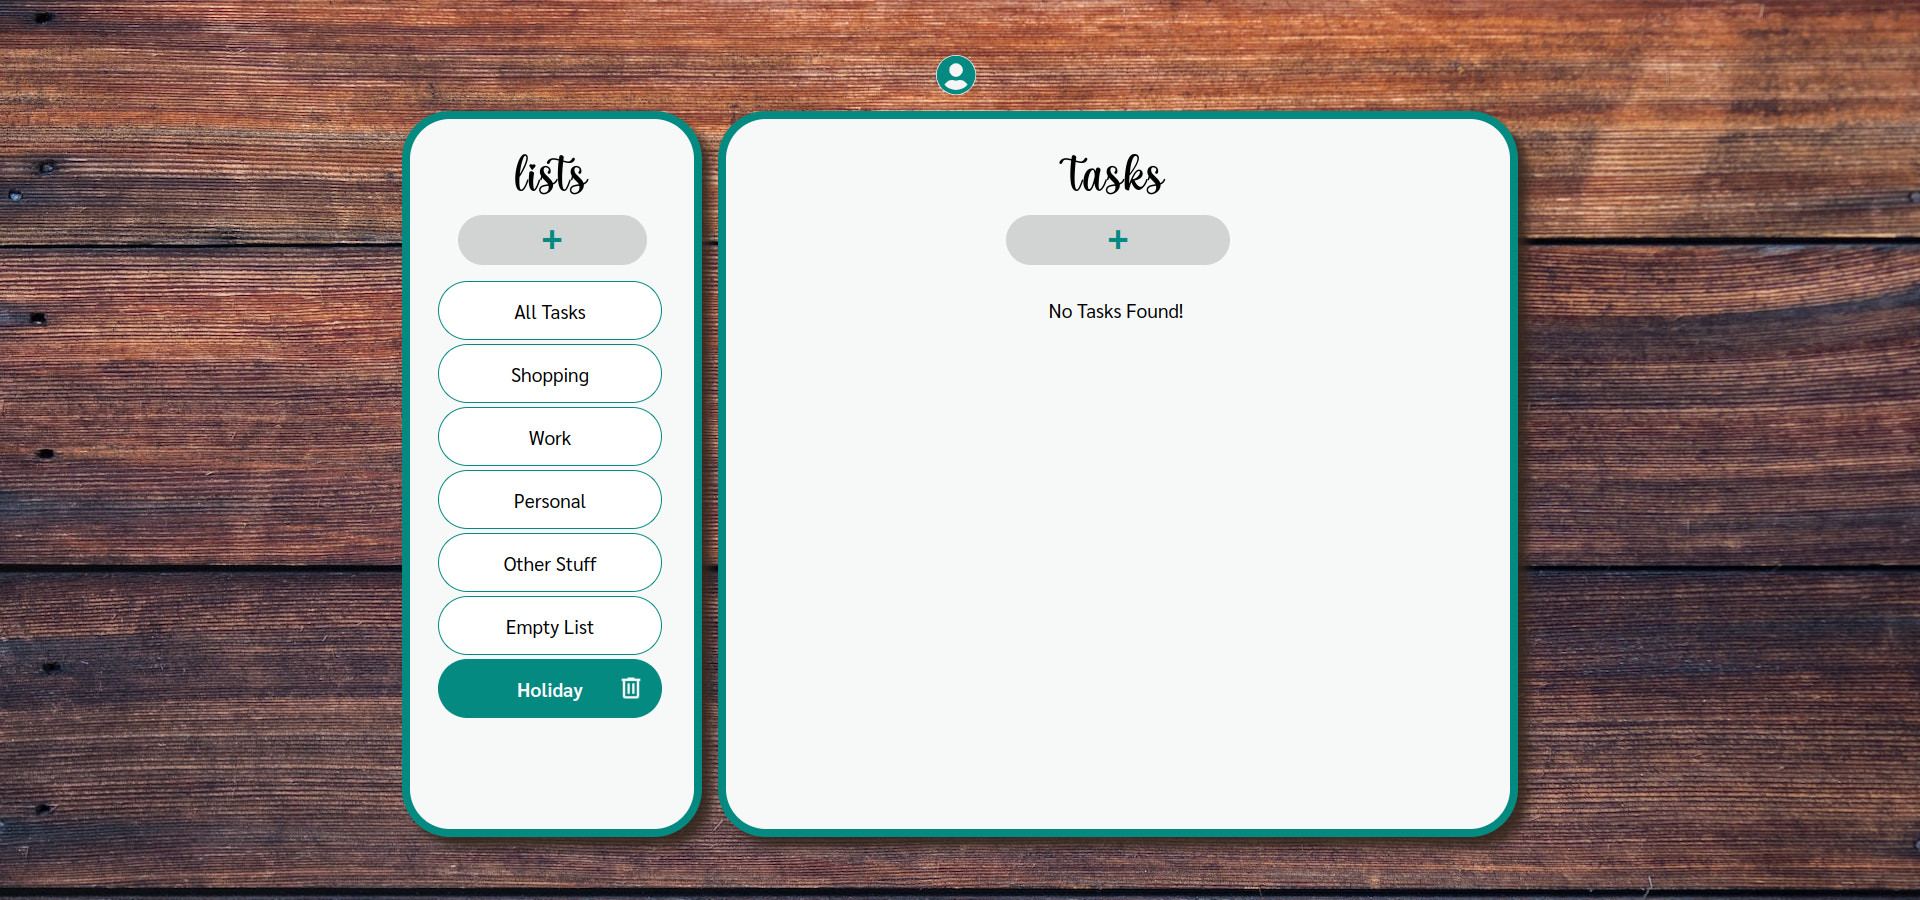 lists
+
All Tasks
Shopping
Work
Personal
Other Stuff
Empty List
Holiday
tasks
+
No Tasks Found!